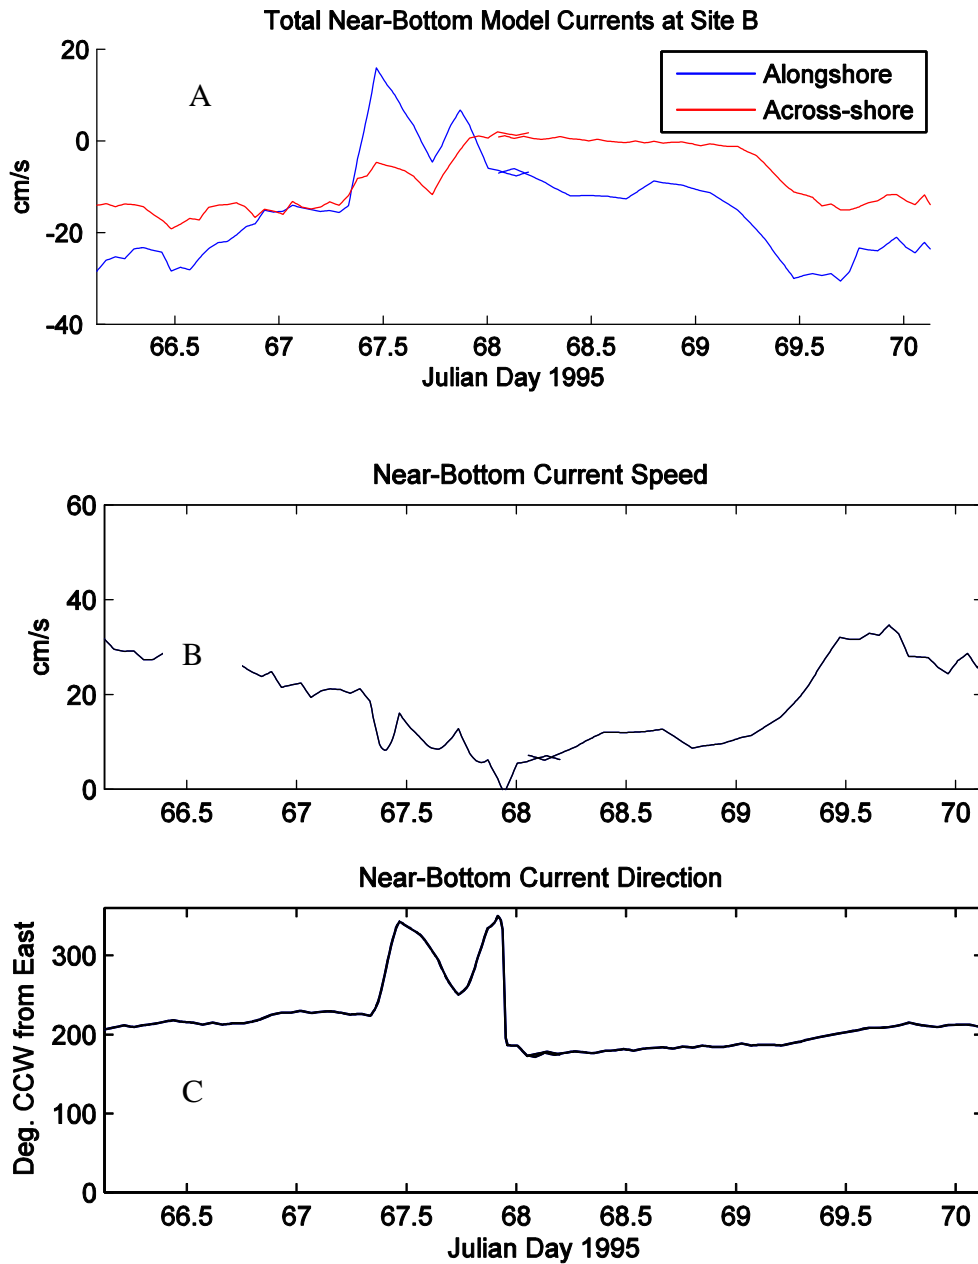 Total Near-Bottom Model Currents at Site B
20
0
-20
-40
cm/s
A
Alongshore
Across-shore
66.5 67 67.5 68 68.5 69 69.5 70
Julian Day 1995
Near-Bottom Current Speed
60
40
20
0
cm/s
B
66.5 67 67.5 68 68.5 69 69.5 70
Near-Bottom Current Direction
300
200
100
0
Deg. CCW from East
C
66.5 67 67.5 68 68.5 69 69.5 70
Julian Day 1995